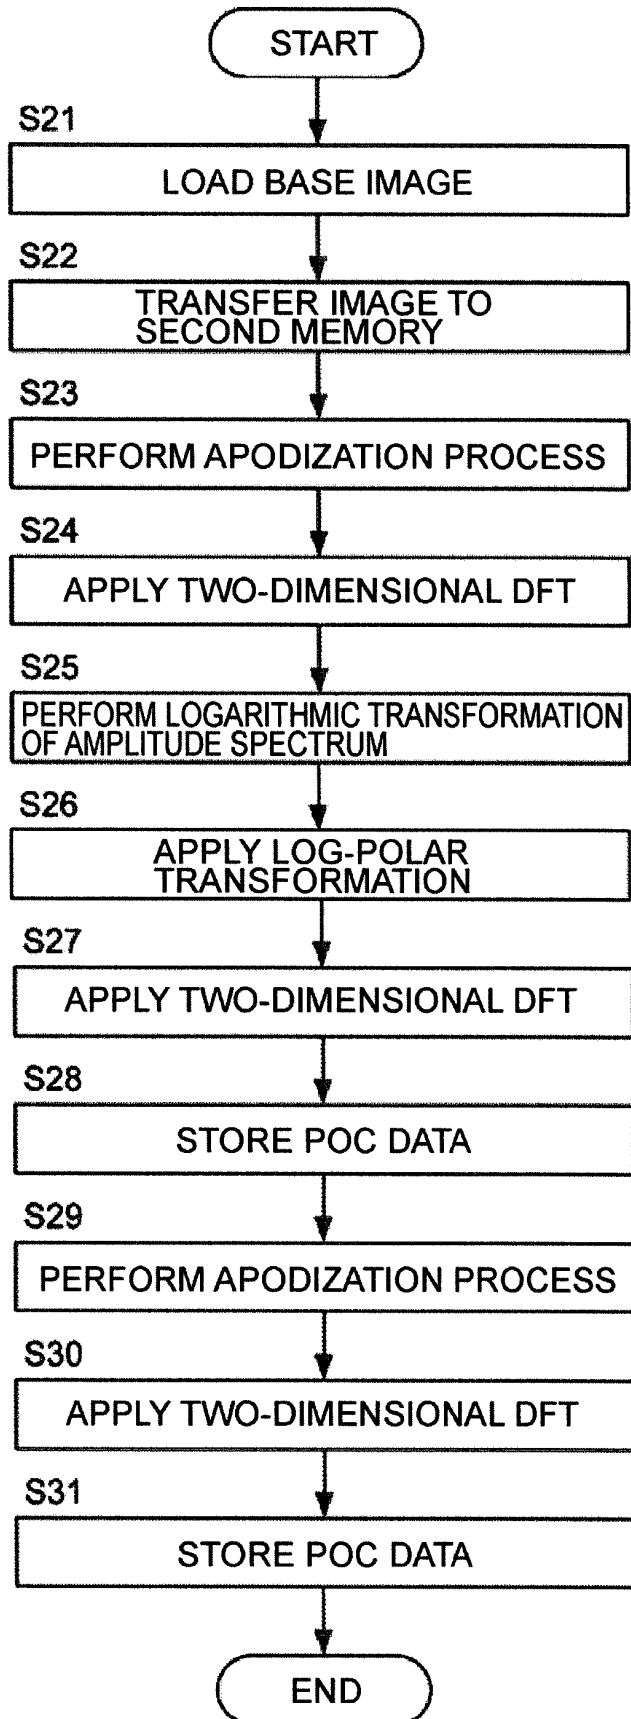 START
S21
LOAD BASE IMAGE
S22
TRANSFER IMAGE TO
SECOND MEMORY
S23
PERFORM APODIZATION PROCESS
S24
APPLY TWO-DIMENSIONAL DFT
S25
PERFORM LOGARITHMIC TRANSFORMATION
OF AMPLITUDE SPECTRUM
S26
APPLY LOG-POLAR
TRANSFORMATION
S27
APPLY TWO-DIMENSIONAL DFT
S28
STORE POC DATA
S29
PERFORM APODIZATION PROCESS
S30
APPLY TWO-DIMENSIONAL DFT
S31
STORE POC DATA
END